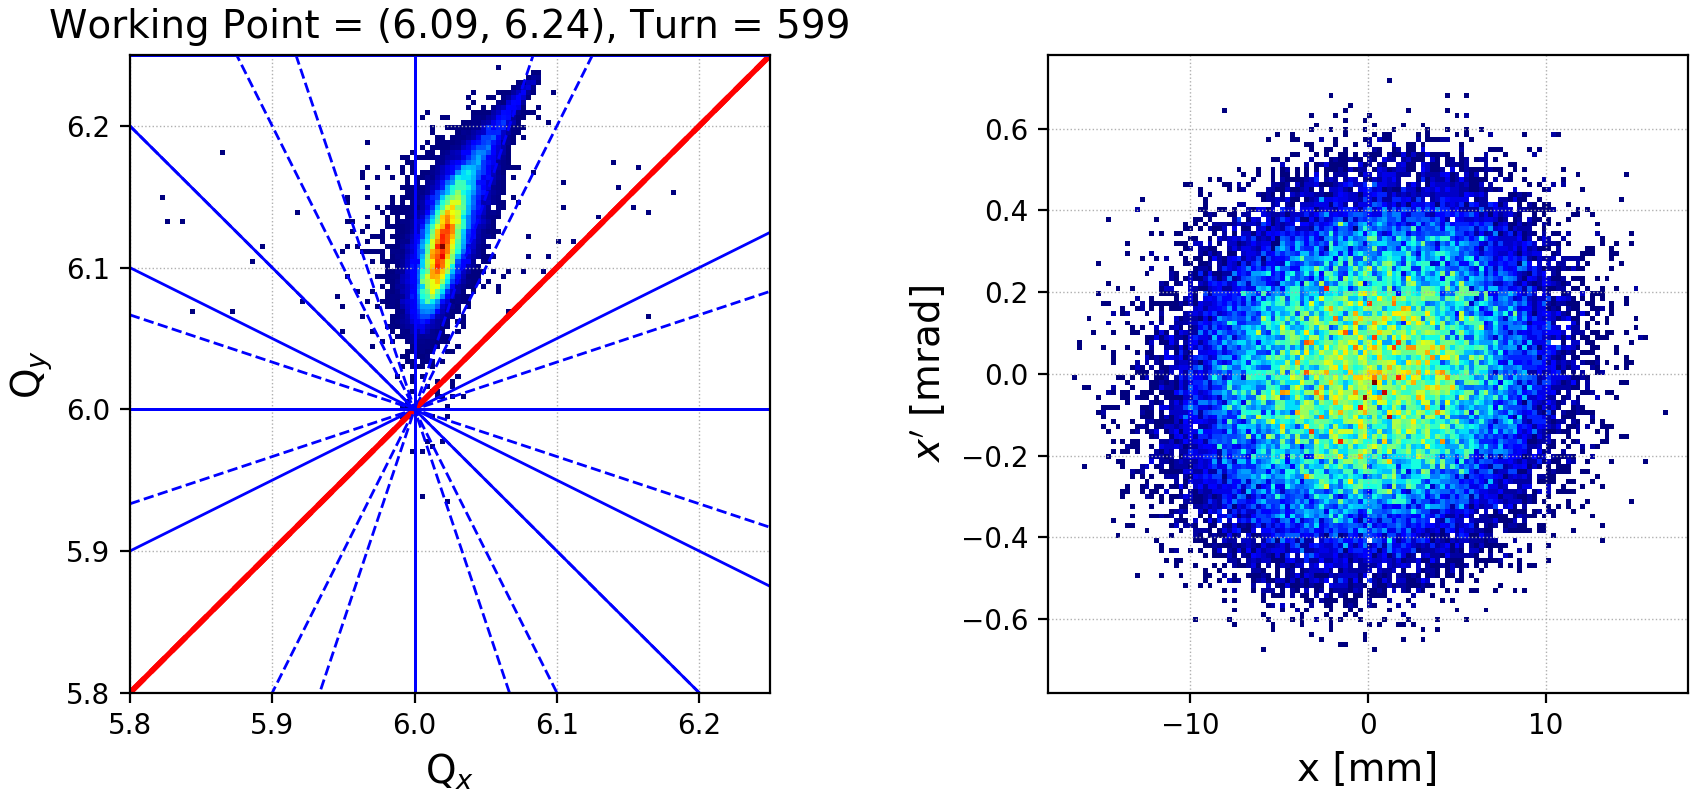 Working Point = (6.09, 6.24), Turn = 599
6.2
6.1
6.0
5.9
5.8
Q_y
5.8 5.9 6.0 6.1 6.2
Q_x
0.6
0.4
0.2
0.0
−0.2
−0.4
−0.6
x′ [mrad]
−10 0 10
x [mm]